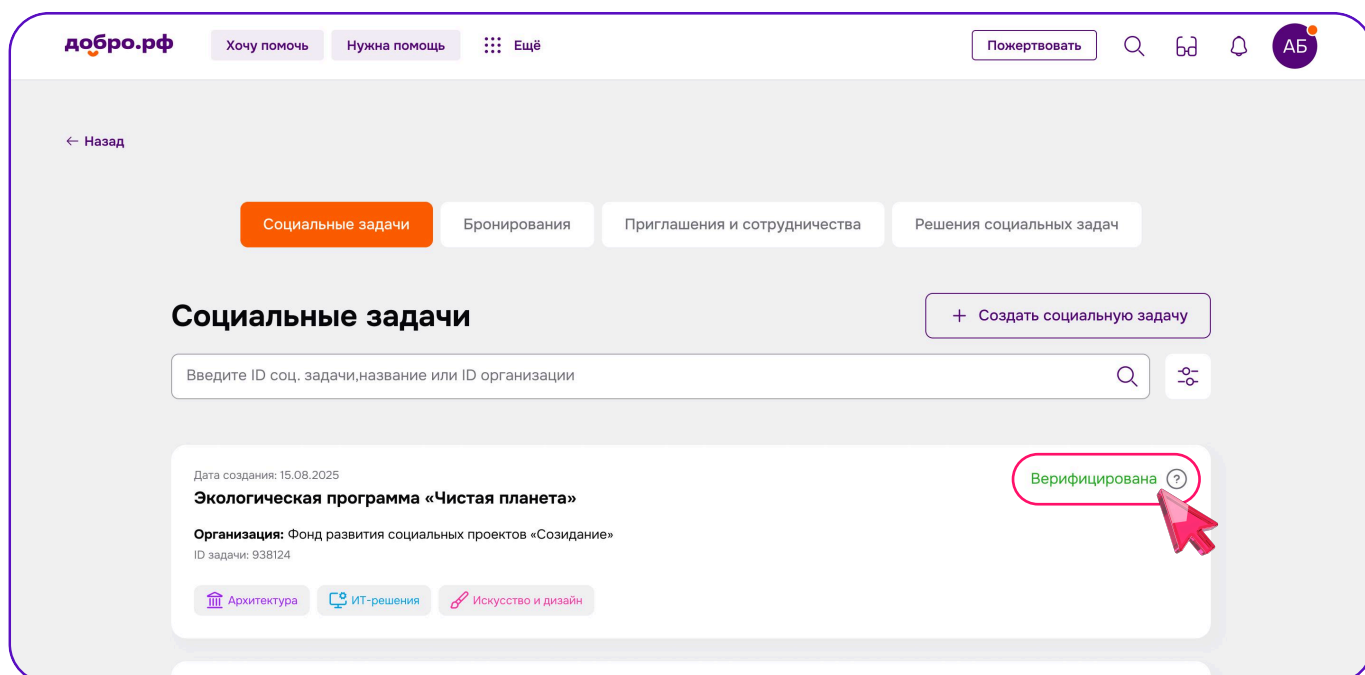 добро.рф Хочу помочь Нужна помощь Ещё Пожертвовать АБ
← Назад
Социальные задачи Бронирования Приглашения и сотрудничества Решения социальных задач
Социальные задачи + Создать социальную задачу
Введите ID соц. задачи,название или ID организации
Дата создания: 15.08.2025 Верифицирована ?
Экологическая программа «Чистая планета»
Организация: Фонд развития социальных проектов «Созидание»
ID задачи: 938124
Архитектура ИТ-решения Искусство и дизайн